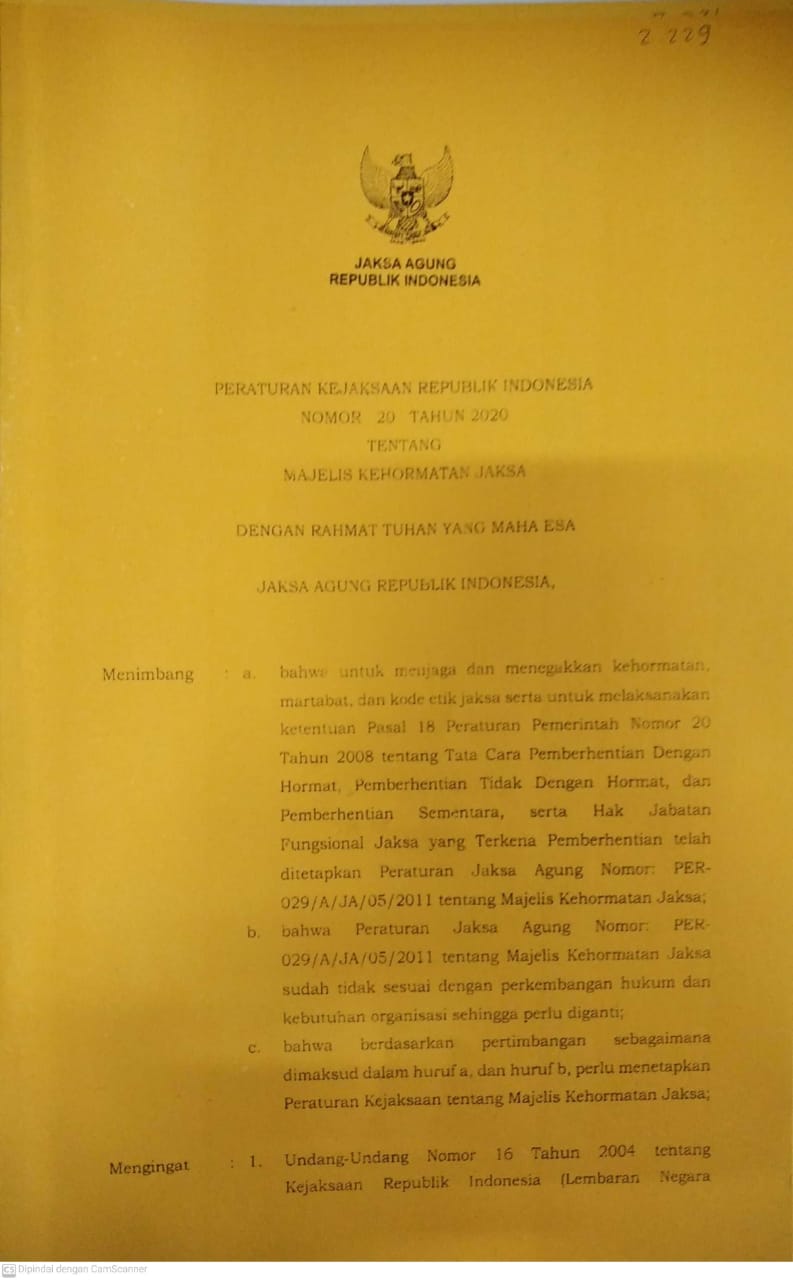 2 229
JAKSA AGUNG
REPUBLIK INDONESIA
PERATURAN KEJAKSAAN REPUBLIK INDONESIA
NOMOR 20 TAHUN 2020
TENTANG
MAJELIS KEHORMATAN JAKSA
DENGAN RAHMAT TUHAN YANG MAHA ESA
JAKSA AGUNG REPUBLIK INDONESIA,
Menimbang : a. bahwa untuk menjaga dan menegakkan kehormatan,
martabat, dan kode etik jaksa serta untuk melaksanakan
ketentuan Pasal 18 Peraturan Pemerintah Nomor 20
Tahun 2008 tentang Tata Cara Pemberhentian Dengan
Hormat, Pemberhentian Tidak Dengan Hormat, dan
Pemberhentian Sementara, serta Hak Jabatan
Fungsional Jaksa yang Terkena Pemberhentian telah
ditetapkan Peraturan Jaksa Agung Nomor: PER-
029/A/JA/05/2011 tentang Majelis Kehormatan Jaksa;
b. bahwa Peraturan Jaksa Agung Nomor: PER-
029/A/JA/05/2011 tentang Majelis Kehormatan Jaksa
sudah tidak sesuai dengan perkembangan hukum dan
kebutuhan organisasi sehingga perlu diganti;
c. bahwa berdasarkan pertimbangan sebagaimana
dimaksud dalam huruf a, dan huruf b, perlu menetapkan
Peraturan Kejaksaan tentang Majelis Kehormatan Jaksa;
Mengingat : 1. Undang-Undang Nomor 16 Tahun 2004 tentang
Kejaksaan Republik Indonesia (Lembaran Negara
CS Dipindai dengan CamScanner